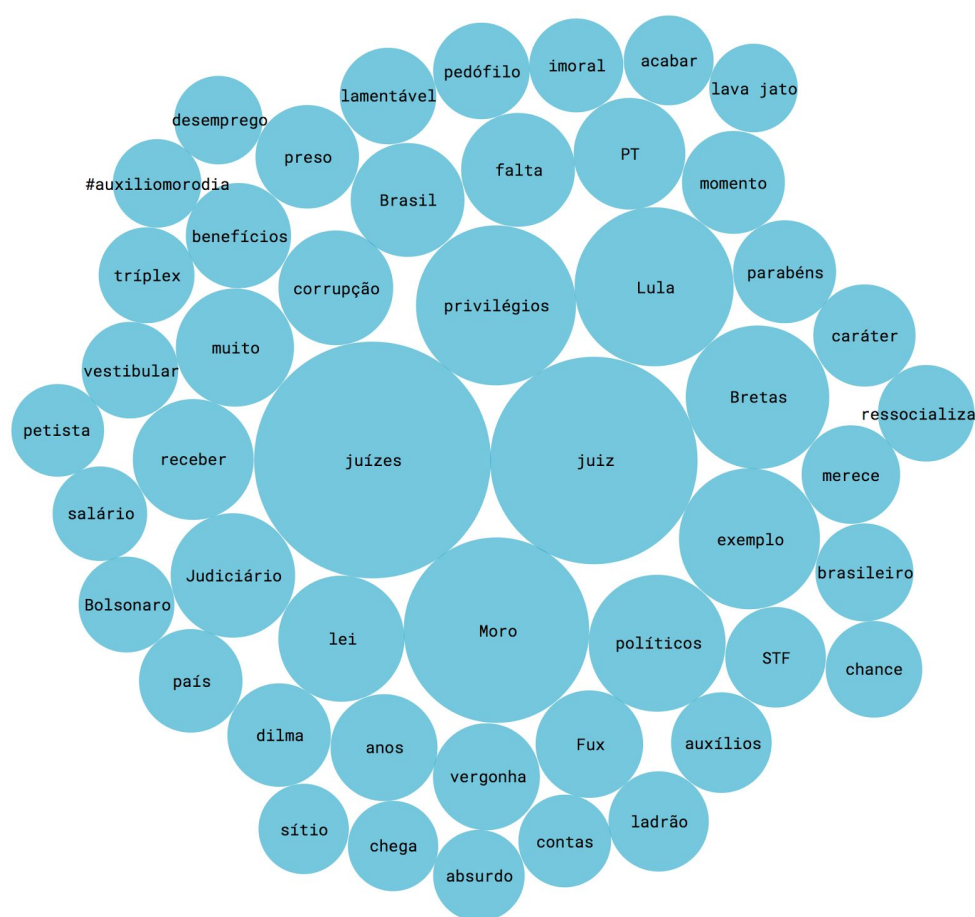 acabar
imoral
pedófilo
lava jato
lamentável
desemprego
PT
preso
falta
#auxiliomorodia
momento
Brasil
benefícios
parabéns
tríplex
corrupção
Lula
privilégios
caráter
muito
vestibular
Bretas
ressocializa
petista
receber
juízes
juiz
merece
salário
exemplo
brasileiro
Judiciário
Bolsonaro
Moro
lei
políticos
STF
chance
país
dilma
anos
Fux
auxílios
vergonha
ladrão
sítio
contas
chega
absurdo